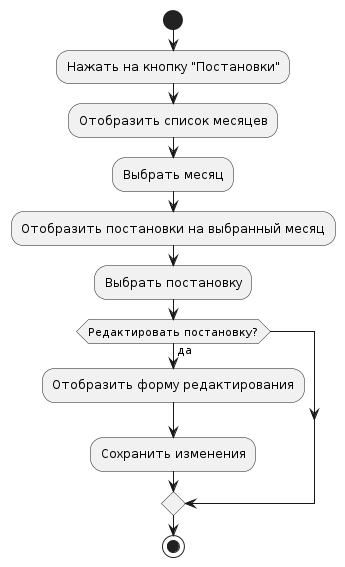 Нажать на кнопку "Постановки"
Отобразить список месяцев
Выбрать месяц
Отобразить постановки на выбранный месяц
Выбрать постановку
Редактировать постановку?
да
Отобразить форму редактирования
Сохранить изменения